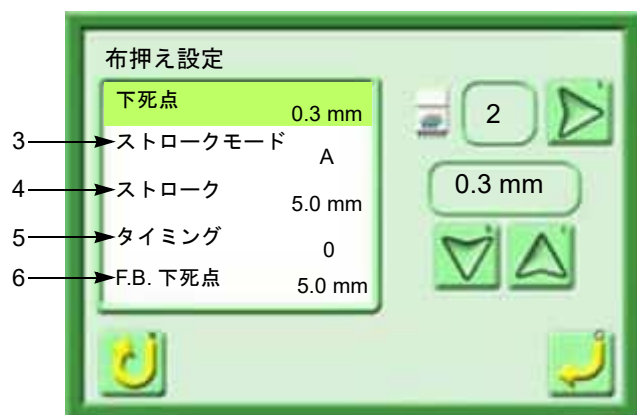 布押え設定
下死点 0.3 mm
3 ストロークモード A
4 ストローク 5.0 mm
5 タイミング 0
6 F.B. 下死点 5.0 mm
2
0.3 mm